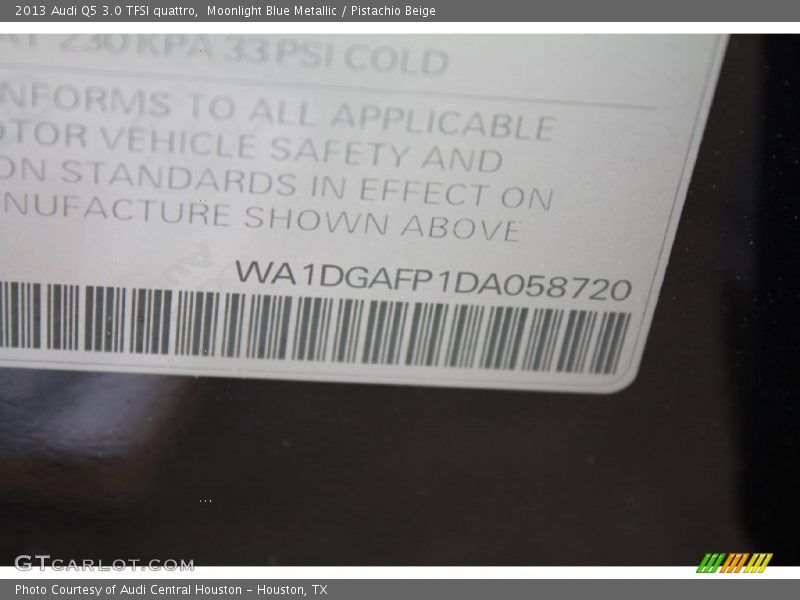 2013 Audi Q5 3.0 TFSI quattro, Moonlight Blue Metallic / Pistachio Beige
230 KPA 33 PSI COLD
NFORMS TO ALL APPLICABLE
OTOR VEHICLE SAFETY AND
ON STANDARDS IN EFFECT ON
NUFACTURE SHOWN ABOVE
WA1DGAFP1DA058720
GTCARLOT.COM
Photo Courtesy of Audi Central Houston - Houston, TX